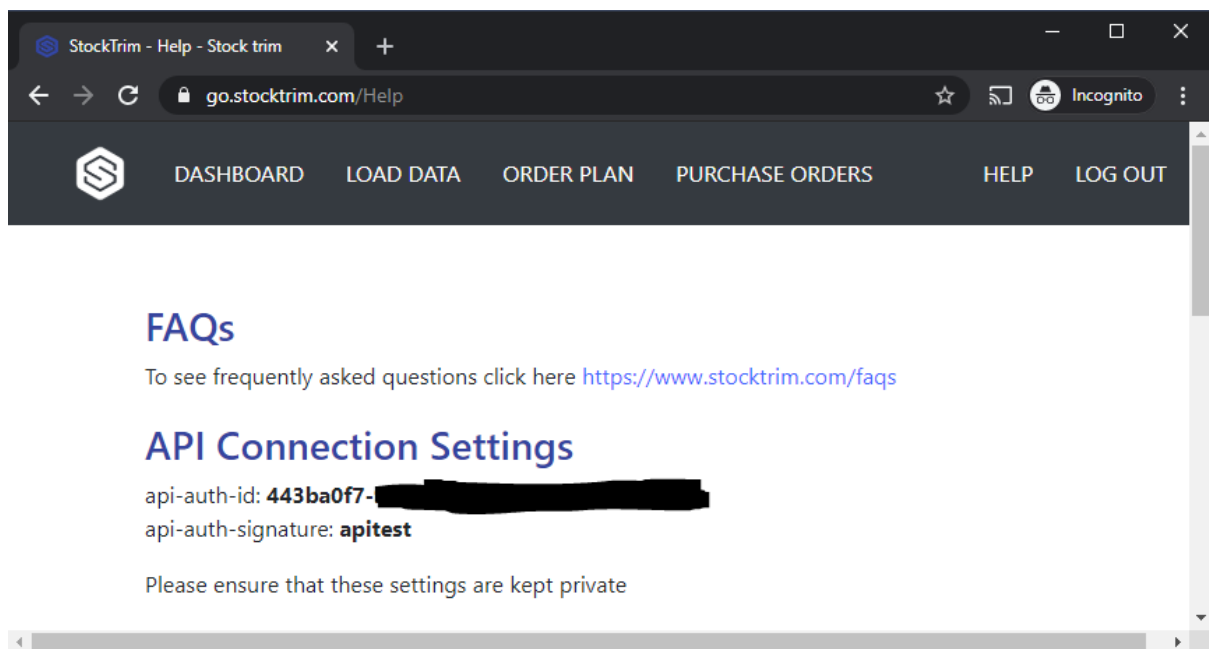 StockTrim - Help - Stock trim
go.stocktrim.com/Help
Incognito
DASHBOARD LOAD DATA ORDER PLAN PURCHASE ORDERS HELP LOG OUT
FAQs
To see frequently asked questions click here https://www.stocktrim.com/faqs
API Connection Settings
api-auth-id: 443ba0f7-
api-auth-signature: apitest
Please ensure that these settings are kept private